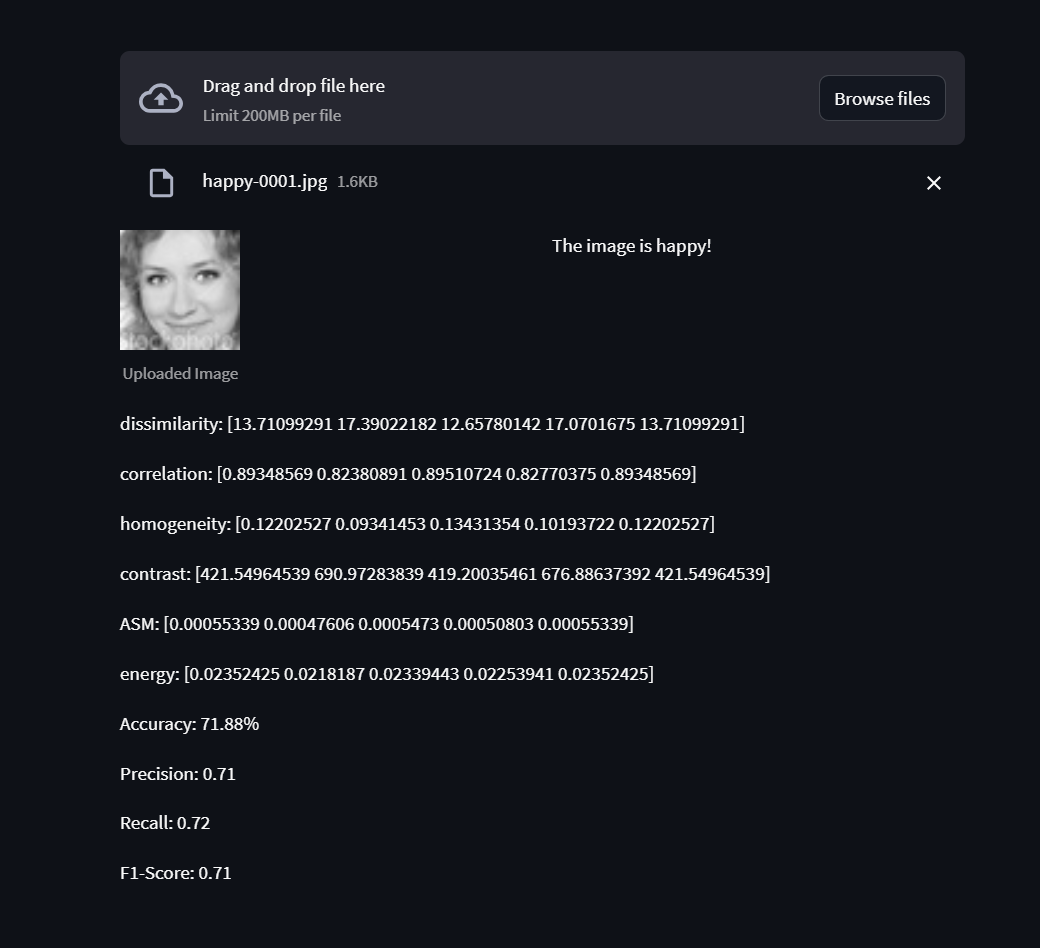 Drag and drop file here
Limit 200MB per file
Browse files
happy-0001.jpg 1.6KB
The image is happy!
tockphoto
Uploaded Image
dissimilarity: [13.71099291 17.39022182 12.65780142 17.0701675 13.71099291]
correlation: [0.89348569 0.82380891 0.89510724 0.82770375 0.89348569]
homogeneity: [0.12202527 0.09341453 0.13431354 0.10193722 0.12202527]
contrast: [421.54964539 690.97283839 419.20035461 676.88637392 421.54964539]
ASM: [0.00055339 0.00047606 0.0005473 0.00050803 0.00055339]
energy: [0.02352425 0.0218187 0.02339443 0.02253941 0.02352425]
Accuracy: 71.88%
Precision: 0.71
Recall: 0.72
F1-Score: 0.71